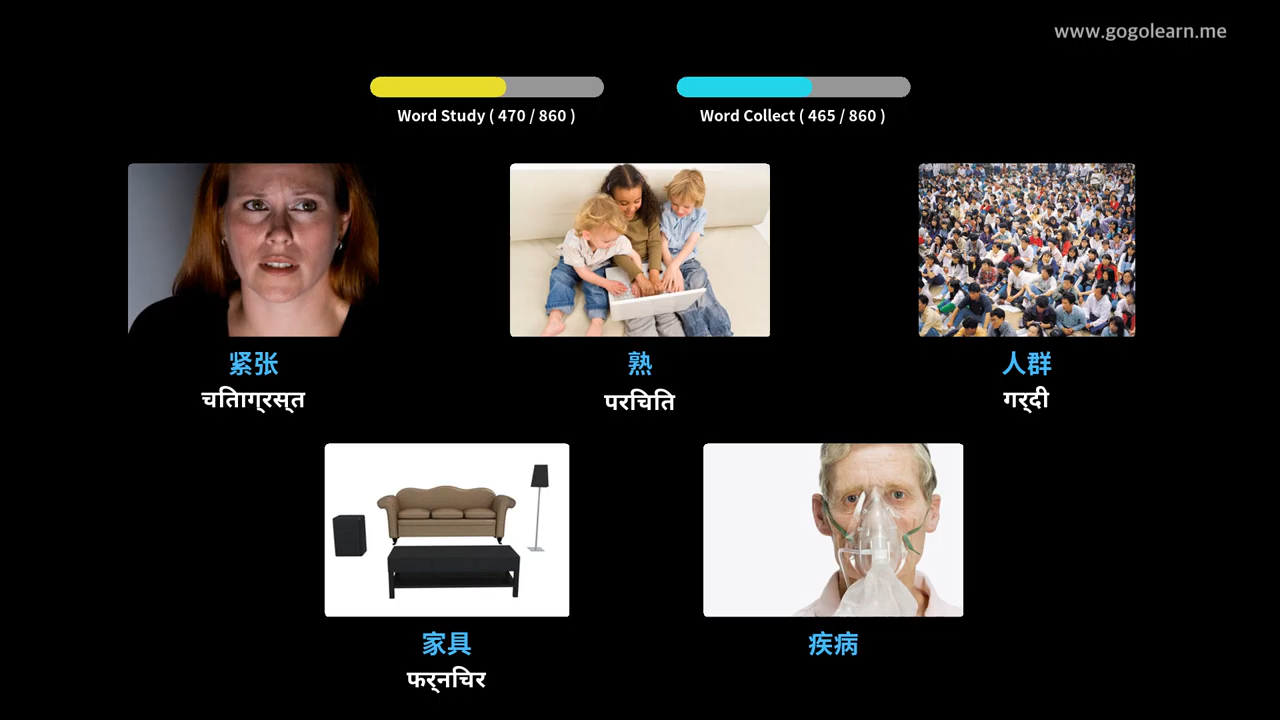 www.gogolearn.me
Word Study ( 470 / 860 )
Word Collect ( 465 / 860 )
紧张
चतिाग्‌रस्‌त
熟
परचिति
人群
गर्‌दी
家具
फर्‌नचिर
疾病